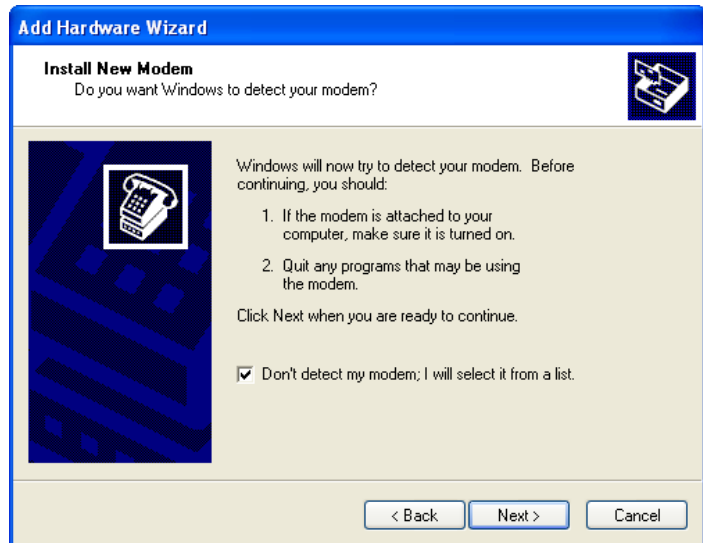 Add Hardware Wizard
Install New Modem
Do you want Windows to detect your modem?
Windows will now try to detect your modem.  Before
continuing, you should:
1. If the modem is attached to your
computer, make sure it is turned on.
2. Quit any programs that may be using
the modem.
Click Next when you are ready to continue.
Don't detect my modem; I will select it from a list.
< Back
Next >
Cancel